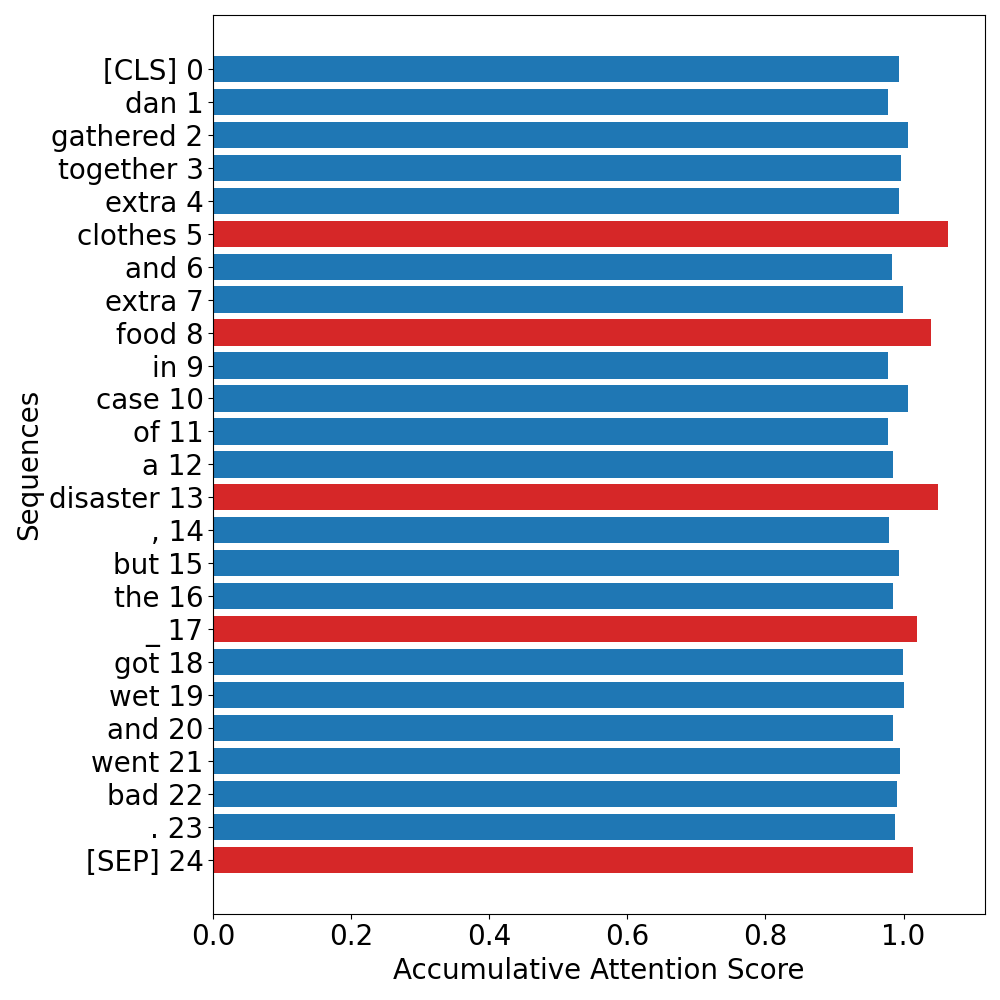 [CLS] 0
dan 1
gathered 2
together 3
extra 4
clothes 5
and 6
extra 7
food 8
in 9
case 10
of 11
a 12
disaster 13
, 14
but 15
the 16
_ 17
got 18
wet 19
and 20
went 21
bad 22
. 23
[SEP] 24
Sequences
0.0 0.2 0.4 0.6 0.8 1.0
Accumulative Attention Score